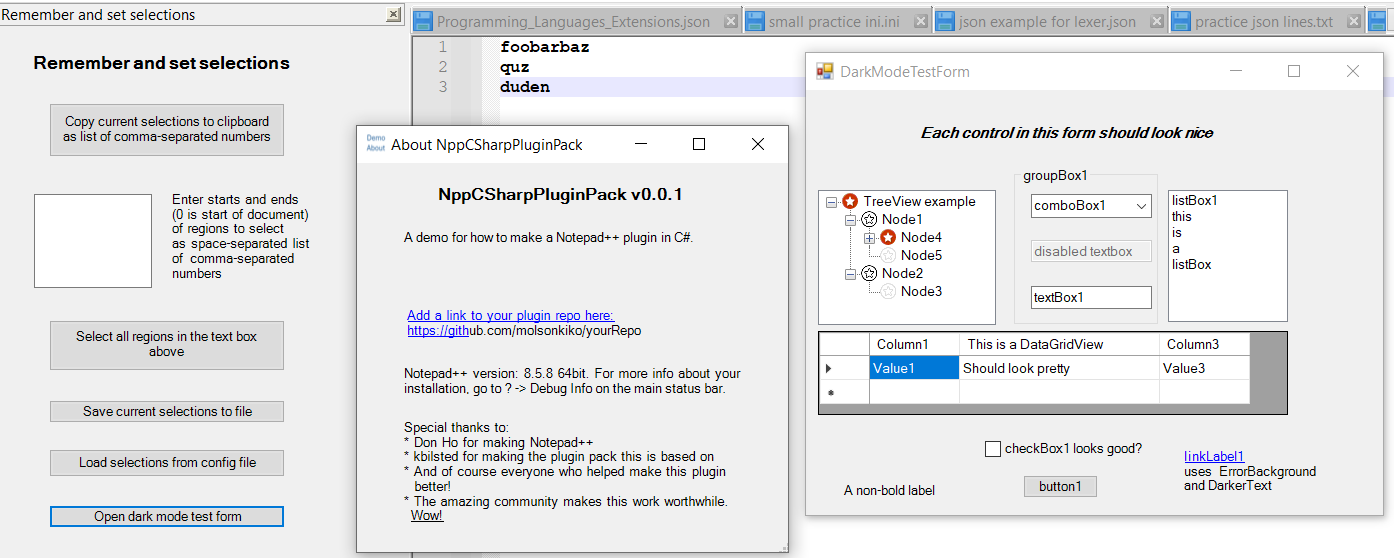 Remember and set selections
Remember and set selections
Copy current selections to clipboard
as list of comma-separated numbers
Enter starts and ends
(0 is start of document)
of regions to select
as space-separated list
of comma-separated
numbers
Select all regions in the text box
above
Save current selections to file
Load selections from config file
Open dark mode test form
Programming_Languages_Extensions.json
small practice ini.ini
json example for lexer.json
practice json lines.txt
1 foobarbaz
2 quz
3 duden
Demo
About
About NppCSharpPluginPack
NppCSharpPluginPack v0.0.1
A demo for how to make a Notepad++ plugin in C#.
Add a link to your plugin repo here:
https://github.com/molsonkiko/yourRepo
Notepad++ version: 8.5.8 64bit. For more info about your
installation, go to ? -> Debug Info on the main status bar.
Special thanks to:
* Don Ho for making Notepad++
* kbilsted for making the plugin pack this is based on
* And of course everyone who helped make this plugin
better!
* The amazing community makes this work worthwhile.
Wow!
DarkModeTestForm
Each control in this form should look nice
TreeView example
Node1
Node4
Node5
Node2
Node3
groupBox1
comboBox1
disabled textbox
textBox1
listBox1
this
is
a
listBox
Column1 This is a DataGridView Column3
Value1 Should look pretty Value3
*
checkBox1 looks good?
A non-bold label
button1
linkLabel1
uses ErrorBackground
and DarkerText